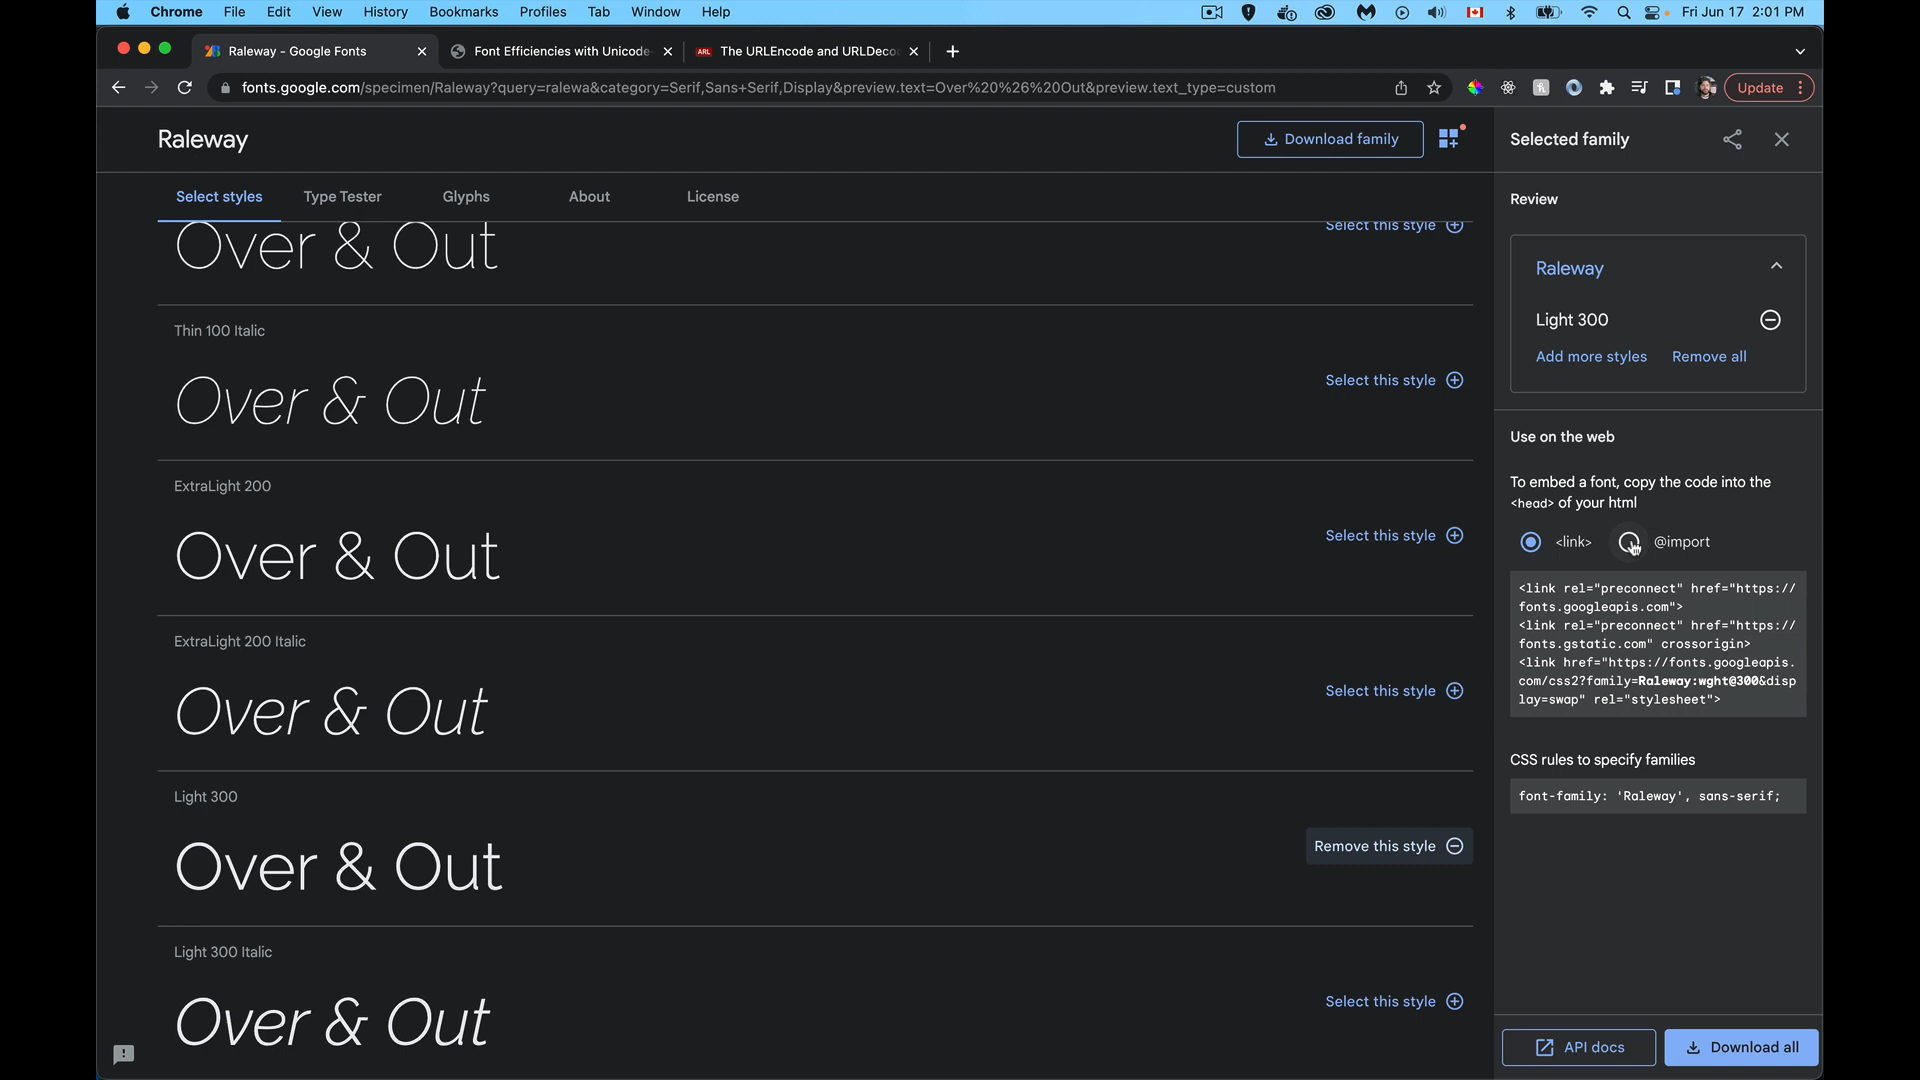 Chrome File Edit View History Bookmarks Profiles Tab Window Help Fri Jun 17 2:01 PM
Raleway - Google Fonts Font Efficiencies with Unicode- ARL The URLEncode and URLDeco
fonts.google.com/specimen/Raleway?query=ralewa&category=Serif,Sans+Serif,Display&preview.text=Over%20%26%20Out&preview.text_type=custom Update
Raleway Download family
Select styles Type Tester Glyphs About License
Over & Out Select this style
Thin 100 Italic
Over & Out Select this style
ExtraLight 200
Over & Out Select this style
ExtraLight 200 Italic
Over & Out Select this style
Light 300
Over & Out Remove this style
Light 300 Italic
Over & Out Select this style
Selected family
Review
Raleway
Light 300
Add more styles Remove all
Use on the web
To embed a font, copy the code into the
<head> of your html
<link> @import
<link rel="preconnect" href="https://
fonts.googleapis.com">
<link rel="preconnect" href="https://
fonts.gstatic.com" crossorigin>
<link href="https://fonts.googleapis.
com/css2?family=Raleway:wght@300&disp
lay=swap" rel="stylesheet">
CSS rules to specify families
font-family: 'Raleway', sans-serif;
API docs Download all